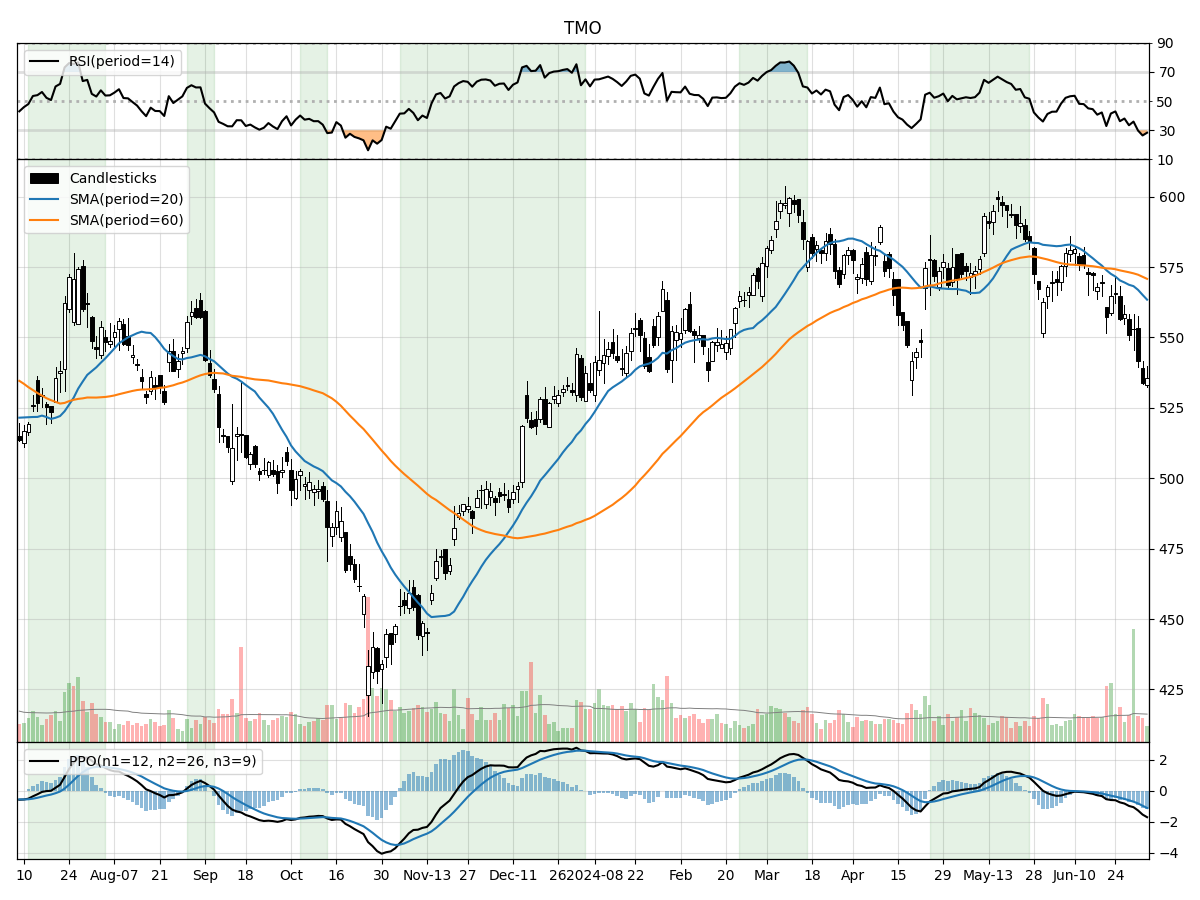 TMO
RSI(period=14)
90
70
50
30
10
Candlesticks
SMA(period=20)
SMA(period=60)
600
575
550
525
500
475
450
425
PPO(n1=12, n2=26, n3=9)
2
0
−2
−4
10 24 Aug-07 21 Sep 18 Oct 16 30 Nov-13 27 Dec-11 26 2024-08 22 Feb 20 Mar 18 Apr 15 29 May-13 28 Jun-10 24